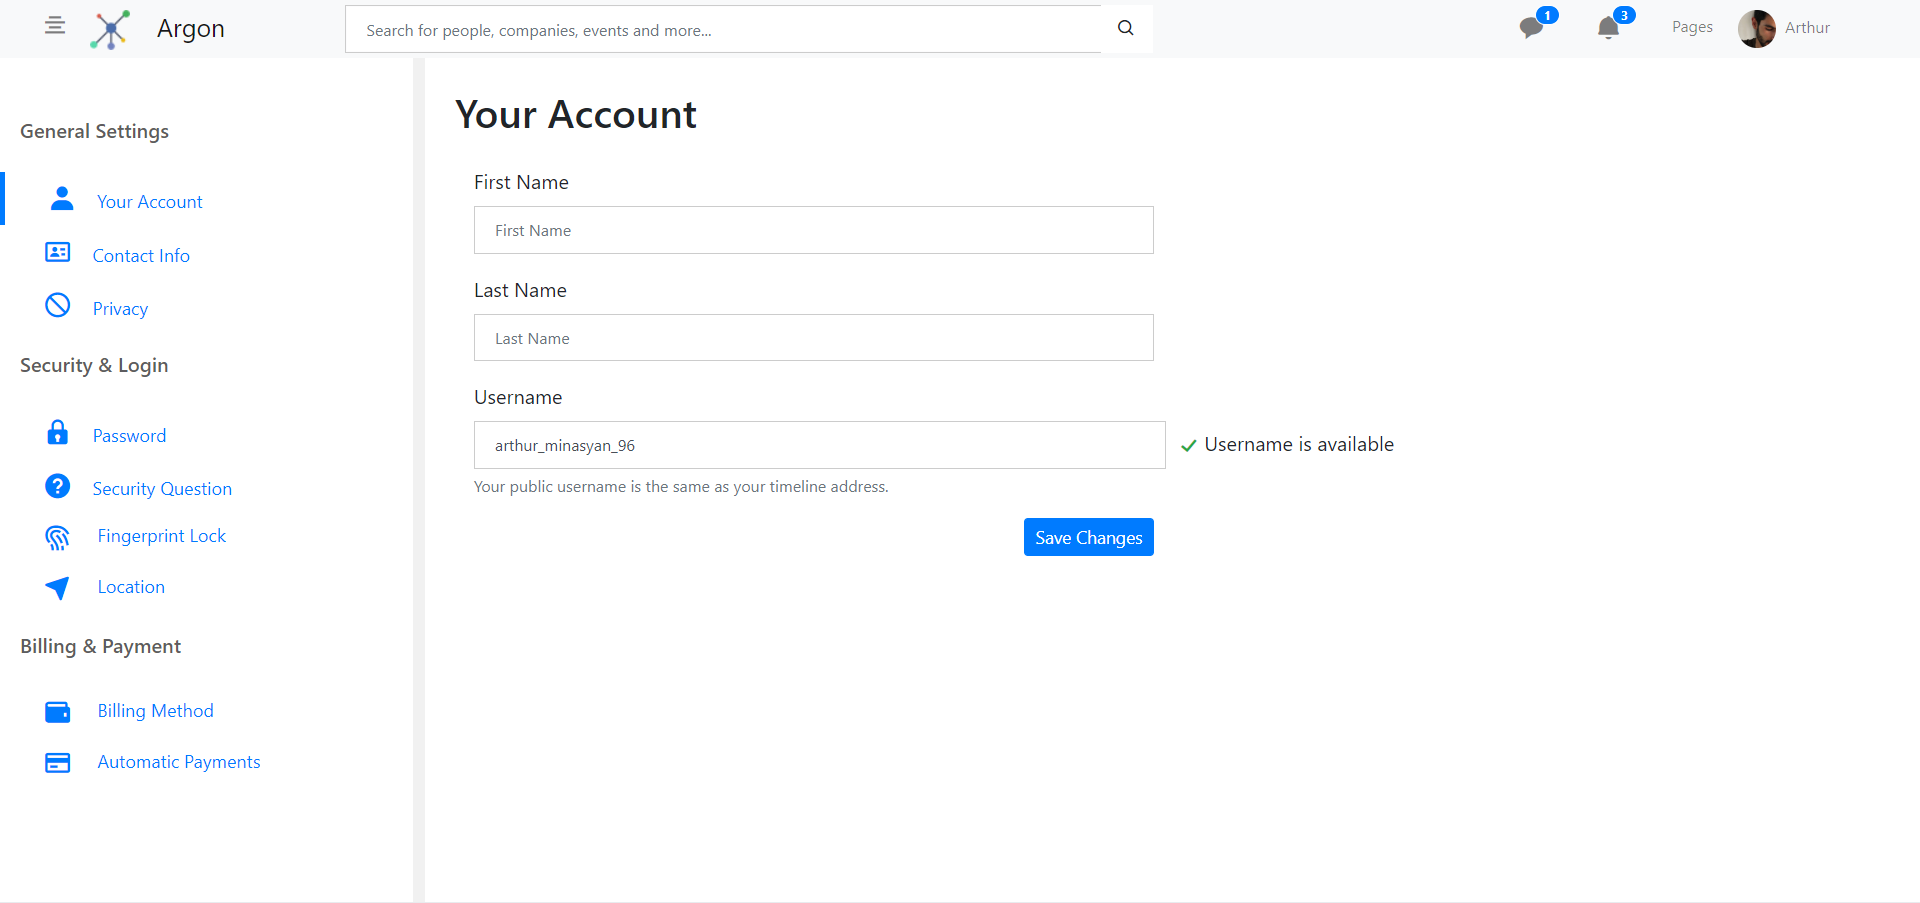 Argon
Search for people, companies, events and more...
1
3
Pages
Arthur
General Settings
Your Account
Contact Info
Privacy
Security & Login
Password
Security Question
Fingerprint Lock
Location
Billing & Payment
Billing Method
Automatic Payments
Your Account
First Name
First Name
Last Name
Last Name
Username
arthur_minasyan_96
Username is available
Your public username is the same as your timeline address.
Save Changes